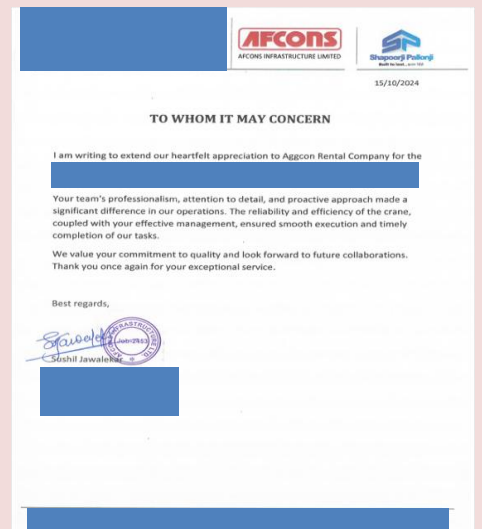 AFCONS
AFCONS INFRASTRUCTURE LIMITED
Shapoorji Pallonji
15/10/2024
TO WHOM IT MAY CONCERN
I am writing to extend our heartfelt appreciation to Aggcon Rental Company for the
Your team's professionalism, attention to detail, and proactive approach made a
significant difference in our operations. The reliability and efficiency of the crane,
coupled with your effective management, ensured smooth execution and timely
completion of our tasks.
We value your commitment to quality and look forward to future collaborations.
Thank you once again for your exceptional service.
Best regards,
Sushil Jawalekar